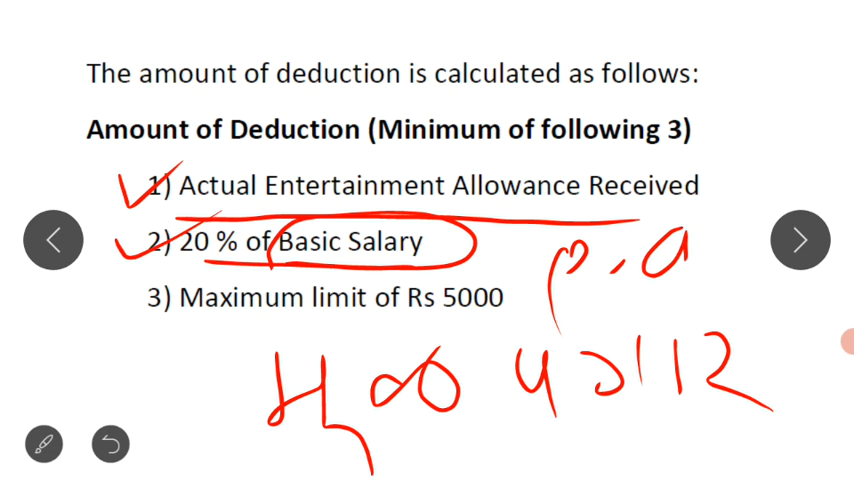 The amount of deduction is calculated as follows:
Amount of Deduction (Minimum of following 3)
1) Actual Entertainment Allowance Received
2) 20 % of Basic Salary
p.a
3) Maximum limit of Rs 5000